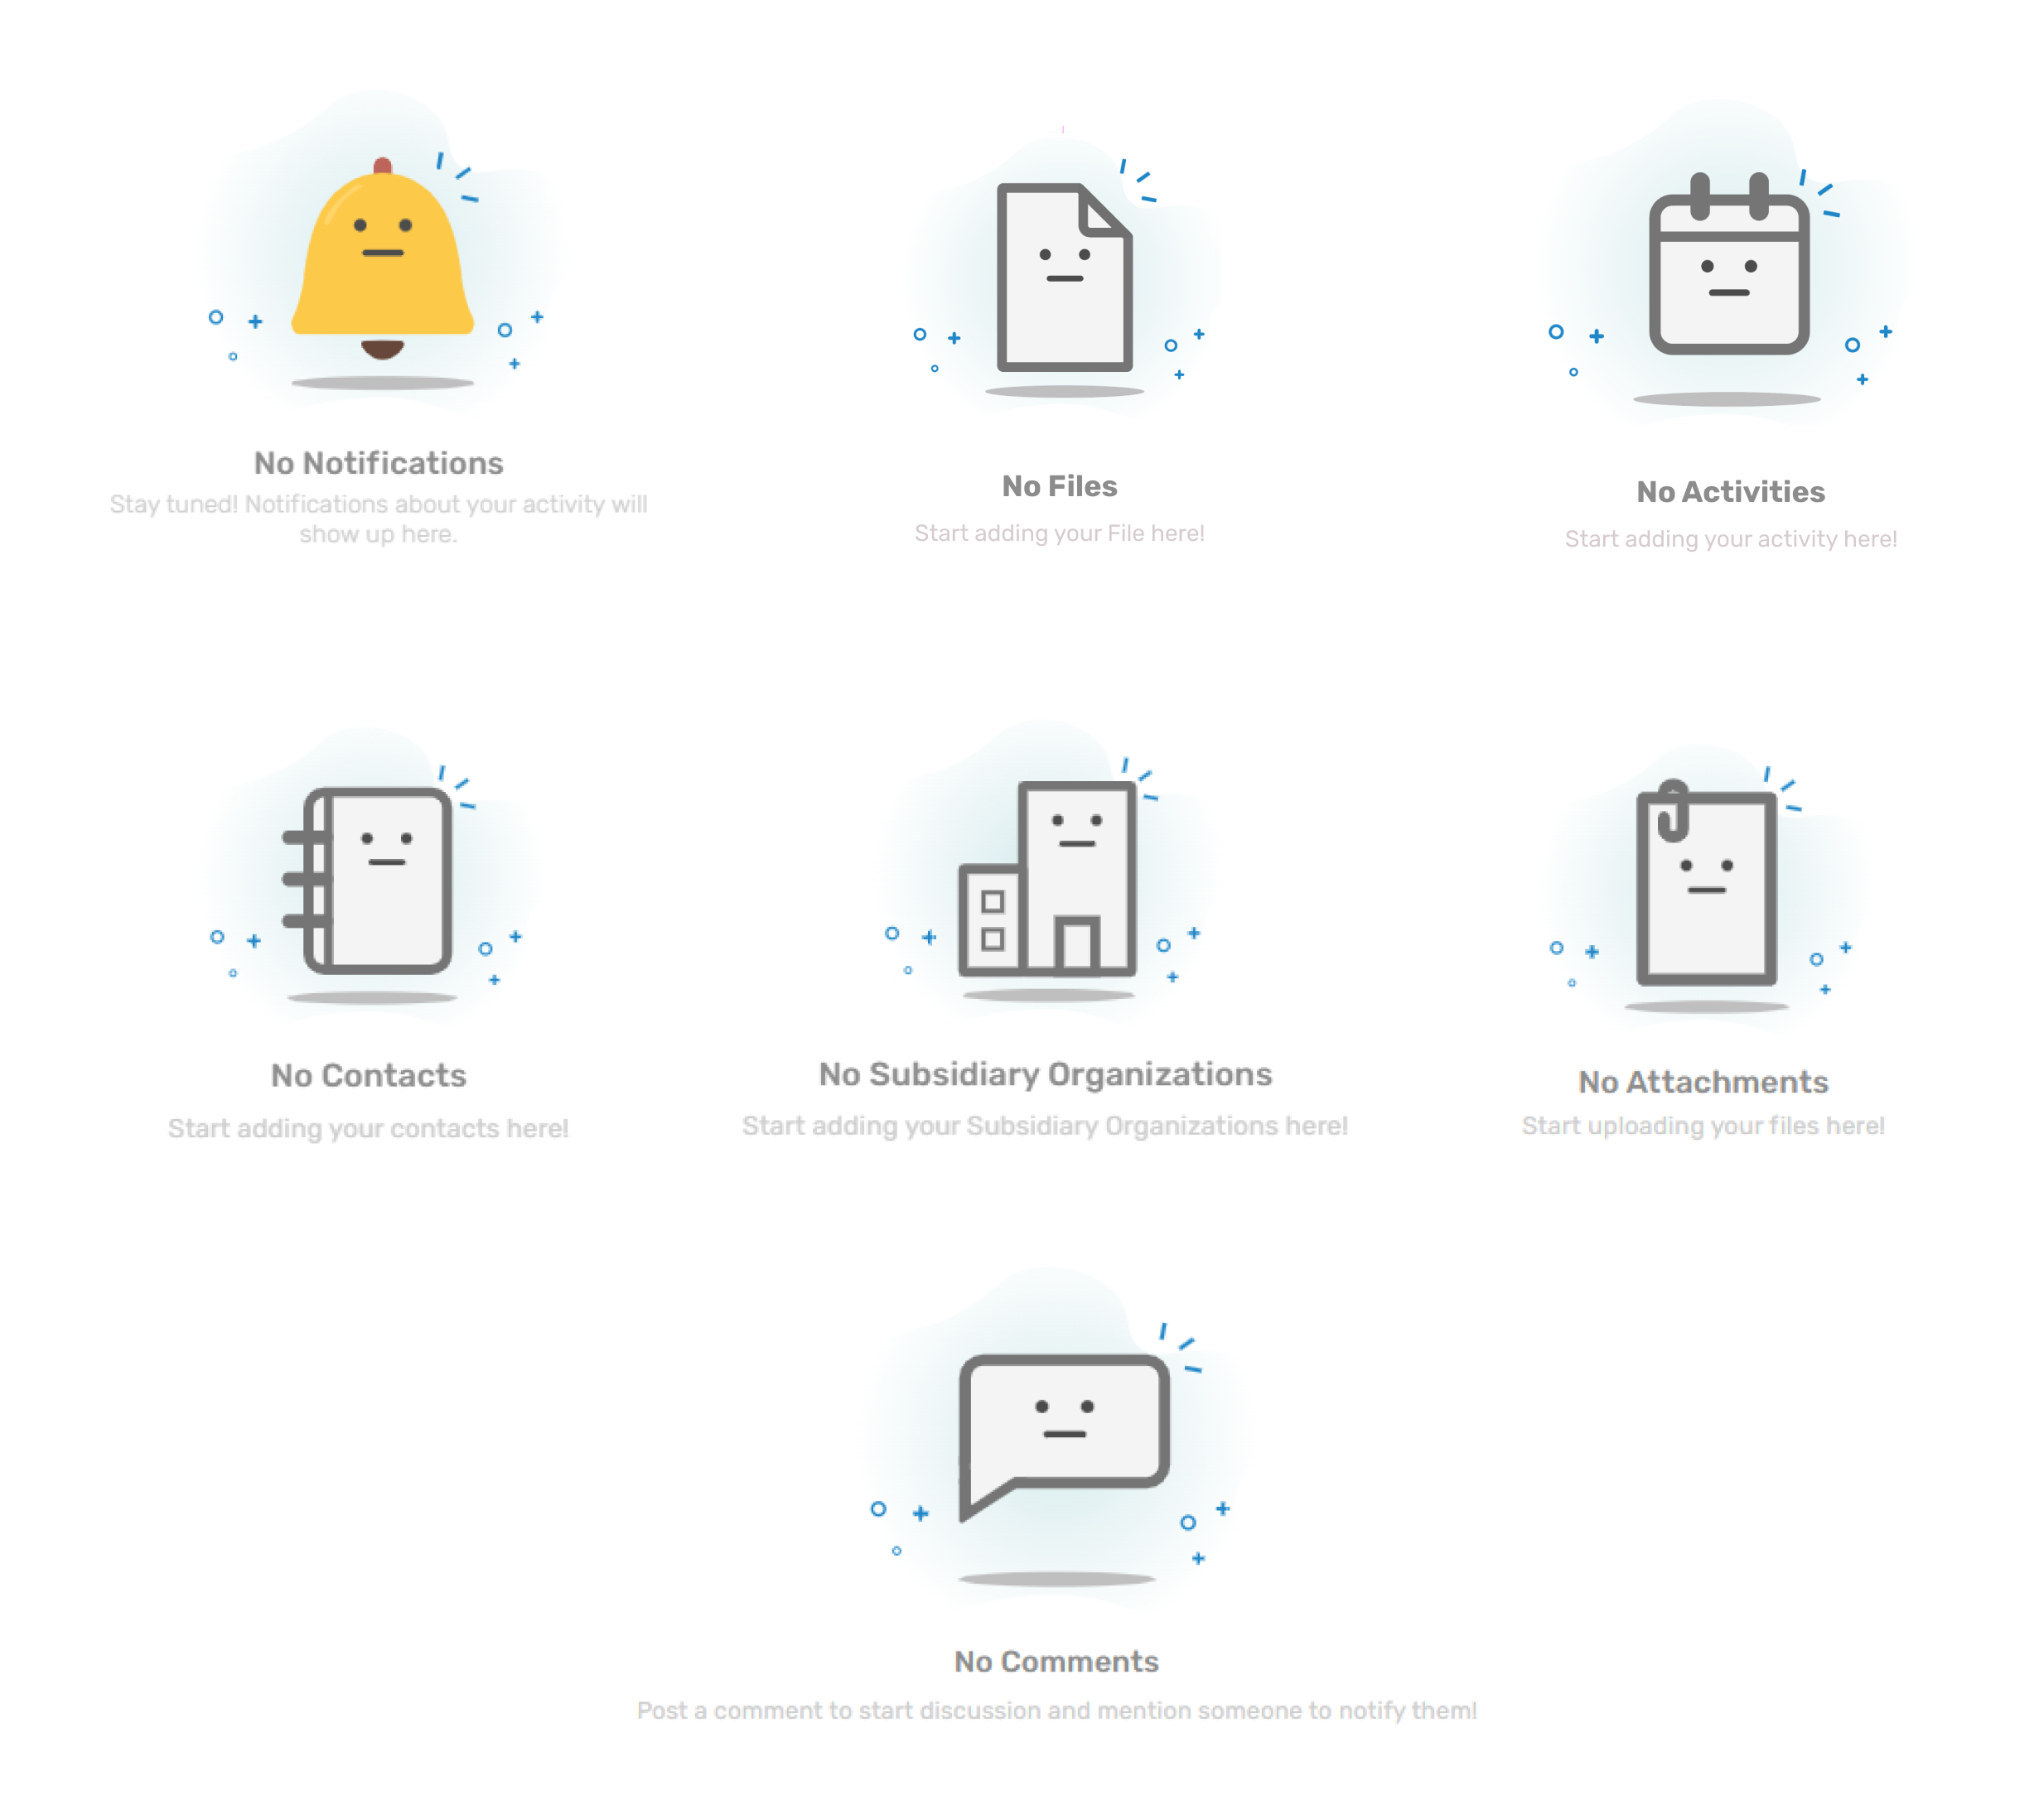 No Notifications
Stay tuned! Notifications about your activity will
show up here.
No Files
Start adding your File here!
No Activities
Start adding your activity here!
No Contacts
Start adding your contacts here!
No Subsidiary Organizations
Start adding your Subsidiary Organizations here!
No Attachments
Start uploading your files here!
No Comments
Post a comment to start discussion and mention someone to notify them!